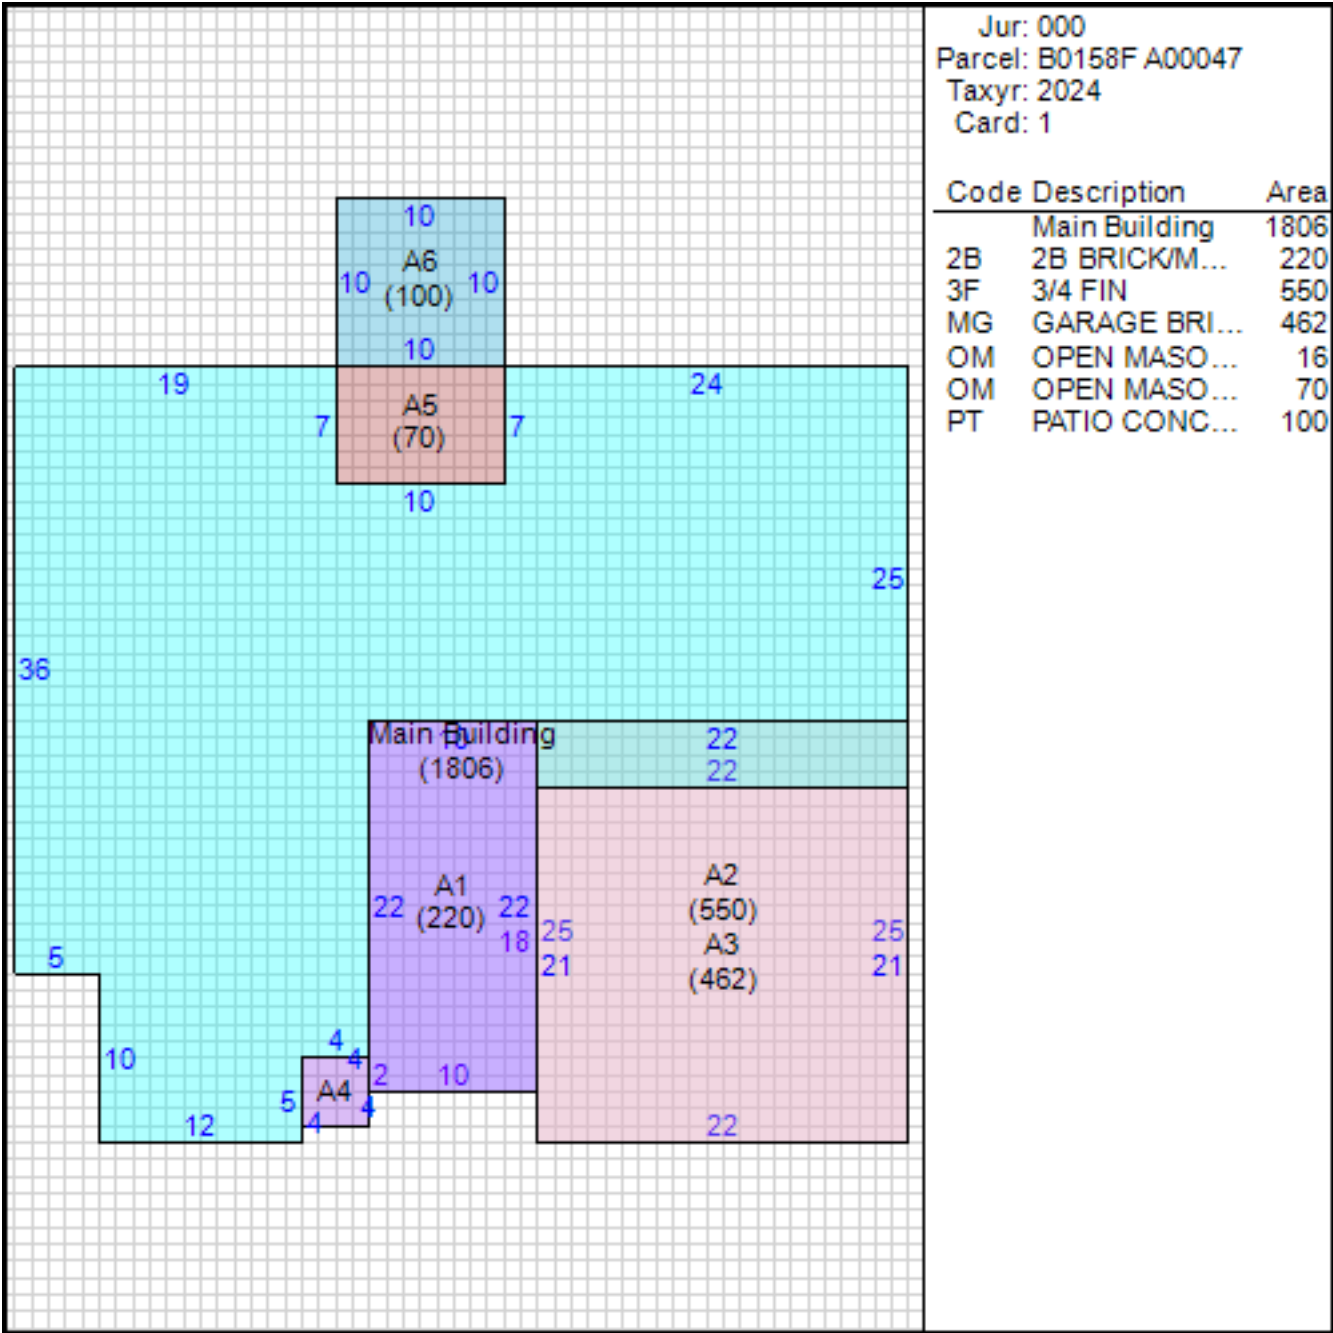 Jur: 000
Parcel: B0158F A00047
Taxyr: 2024
Card: 1
Code Description Area
Main Building 1806
2B 2B BRICK/M... 220
3F 3/4 FIN 550
MG GARAGE BRI... 462
OM OPEN MASO... 16
OM OPEN MASO... 70
PT PATIO CONC... 100
10
A6
10 (100) 10
10
19 24
A5
7 (70) 7
10
25
36
Main Building
10
(1806)
22
22
A1
22 (220) 22
18
A2
(550)
A3
(462)
25 25
21 21
5
4
4
10
2 10
5 A4
4
4
12
22